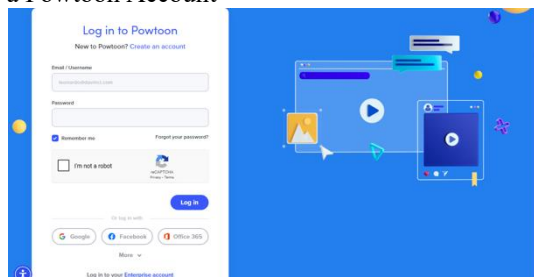 a Powtoon Account
Log in to Powtoon
New to Powtoon? Create an account
Email / Username
Password
Remember me
Forgot your password?
I'm not a robot
reCAPTCHA
Privacy - Terms
Log in
Or log in with
Google
Facebook
Office 365
More
Log in to your Enterprise account